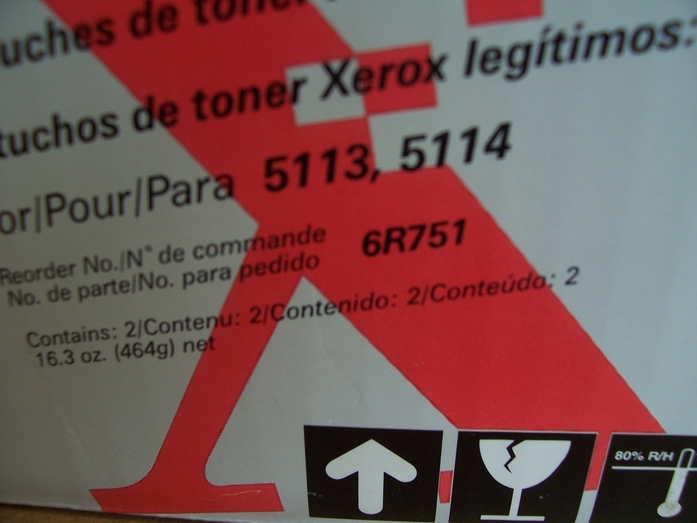 uches de toner
tuchos de toner Xerox legítimos:
or/Pour/Para 5113, 5114
Reorder No./N° de commande 6R751
No. de parte/No. para pedido
Contains: 2/Contenu: 2/Contenido: 2/Conteúdo: 2
16.3 oz. (464g) net
80% R/H